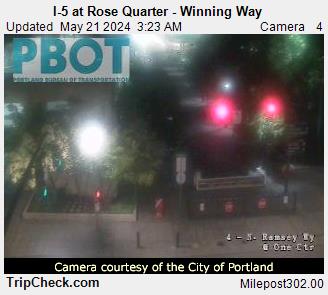 I-5 at Rose Quarter - Winning Way
Updated May 21 2024 3:23 AM Camera 4
PBOT
PORTLAND BUREAU OF TRANSPORTATION
4 - N. Ramsey Wy
@ One Ctr
Camera courtesy of the City of Portland
TripCheck.com Milepost302.00